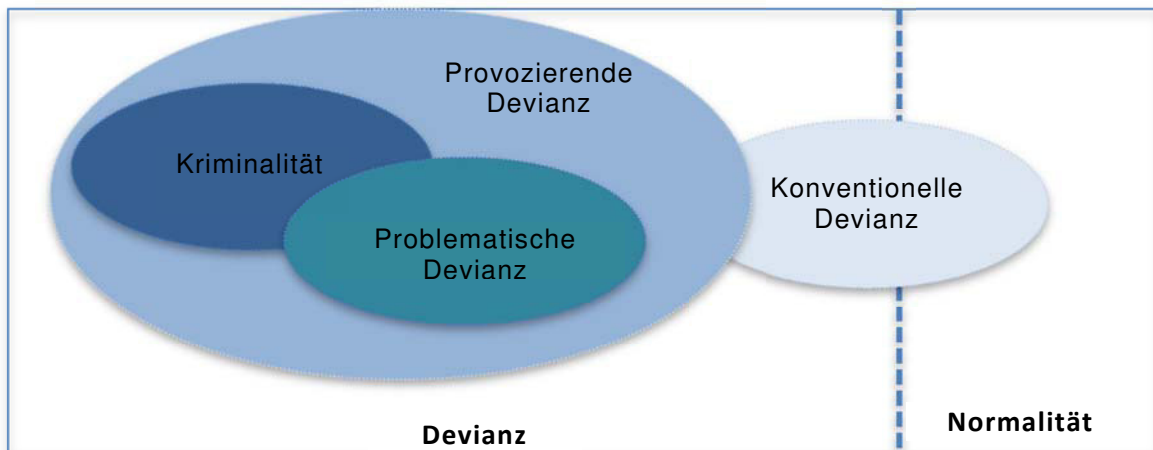 Provozierende
Devianz
Kriminalität
Konventionelle
Devianz
Problematische
Devianz
Normalität
Devianz